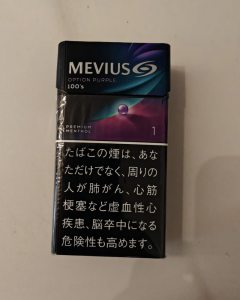 MEVIUS
OPTION PURPLE
100's
PREMIUM
MENTHOL
1
たばこの煙は、あな
ただけでなく、周りの
人が肺がん、心筋
梗塞など虚血性心
疾患、脳卒中になる
危険性も高めます。